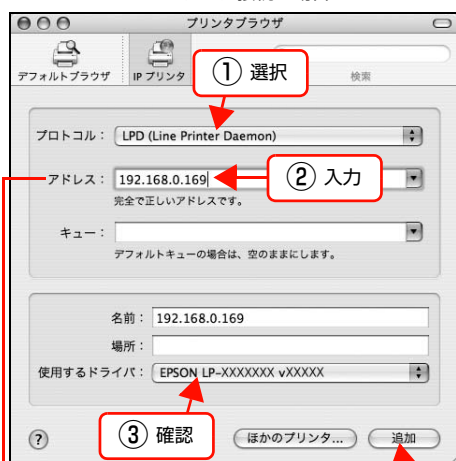 プリンタブラウザ
デフォルトブラウザ
IP プリンタ
検索
① 選択
プロトコル：
LPD (Line Printer Daemon)
アドレス：
192.168.0.169
② 入力
完全で正しいアドレスです。
キュー：
デフォルトキューの場合は、空のままにします。
名前：
192.168.0.169
場所：
使用するドライバ：
EPSON LP-XXXXXXX vXXXXX
?
③ 確認
ほかのプリンタ...
追加